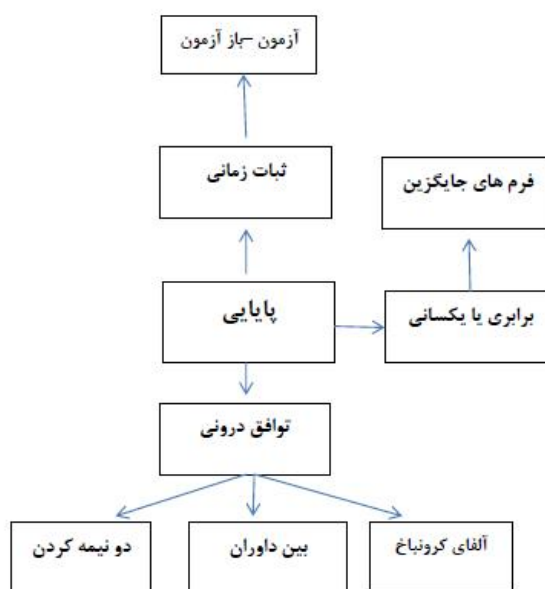 آزمون –باز آزمون
ثبات زمانی
فرم های جایگزین
پایایی
برابری یا یکسانی
توافق درونی
آلفای کرونباخ
بین داوران
دو نیمه کردن